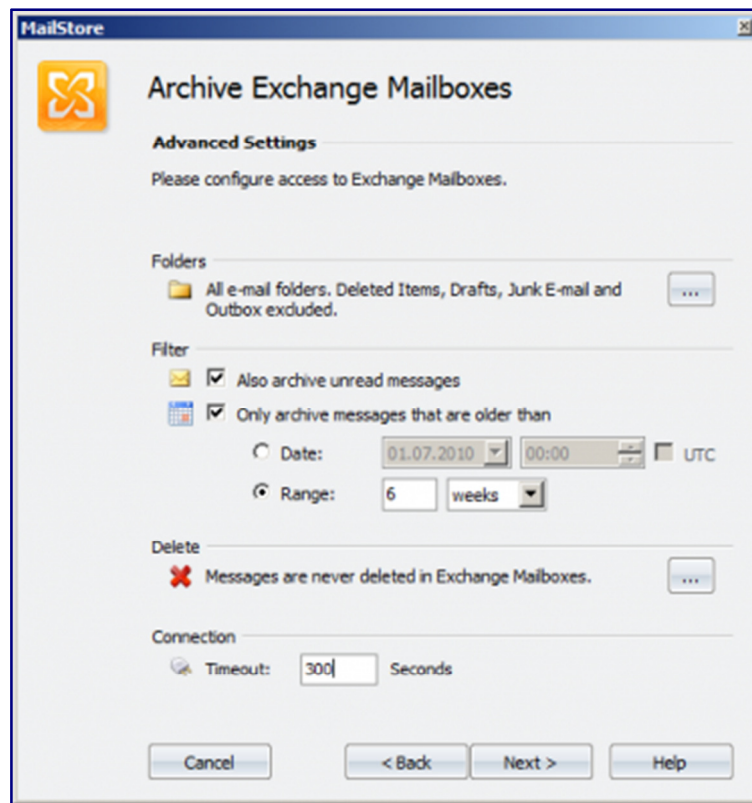 MailStore
Archive Exchange Mailboxes
Advanced Settings
Please configure access to Exchange Mailboxes.
Folders
All e-mail folders. Deleted Items, Drafts, Junk E-mail and
Outbox excluded.
...
Filter
Also archive unread messages
Only archive messages that are older than
Date: 01.07.2010 00:00 UTC
Range: 6 weeks
Delete
Messages are never deleted in Exchange Mailboxes. ...
Connection
Timeout: 300 Seconds
Cancel < Back Next > Help